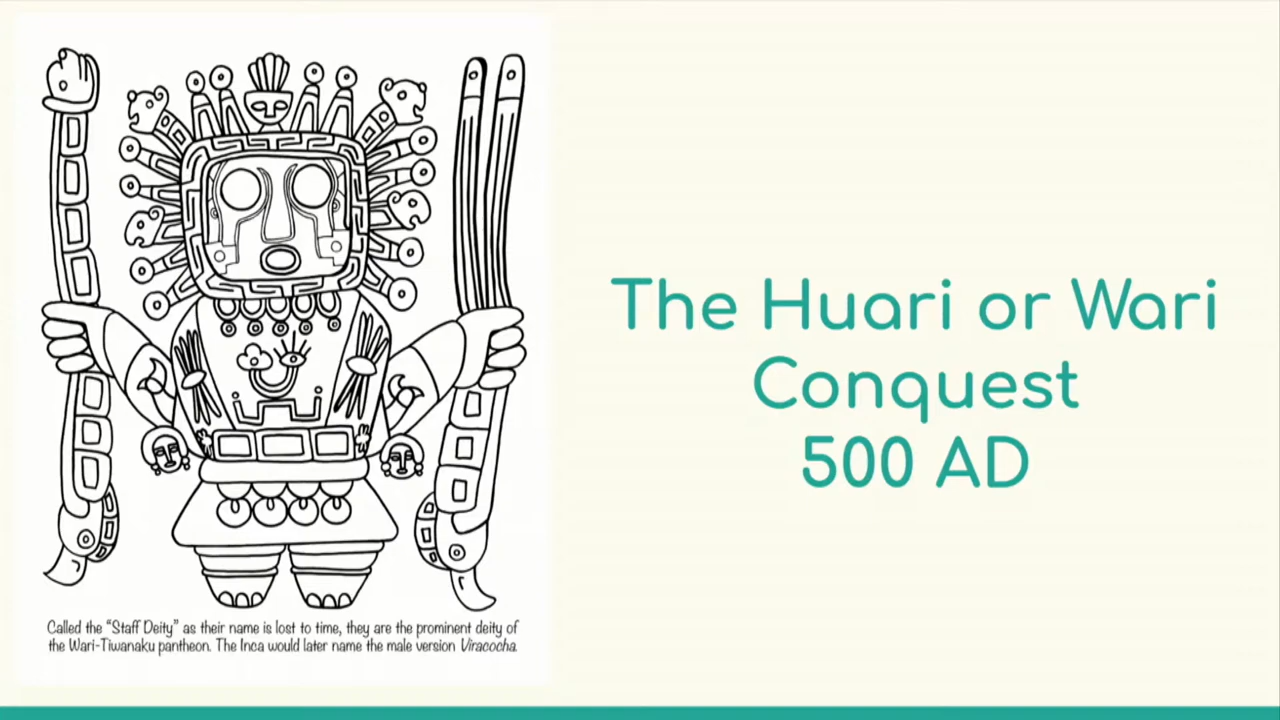 The Huari or Wari
Conquest
500 AD
Called the “Staff Deity” as their name is lost to time, they are the prominent deity of
the Wari-Tiwanaku pantheon. The Inca would later name the male version Viracocha.